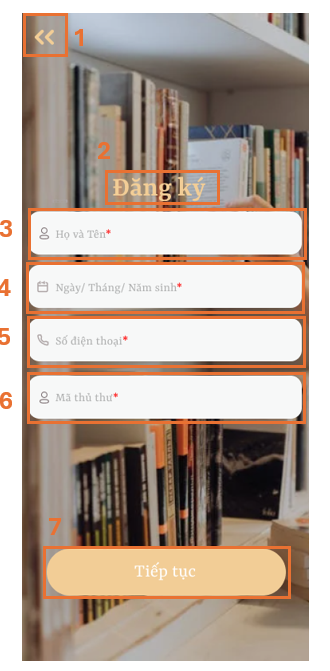 1
2
Đăng ký
3
Họ và Tên*
4
Ngày/ Tháng/ Năm sinh*
5
Số điện thoại*
6
Mã thủ thư*
7
Tiếp tục